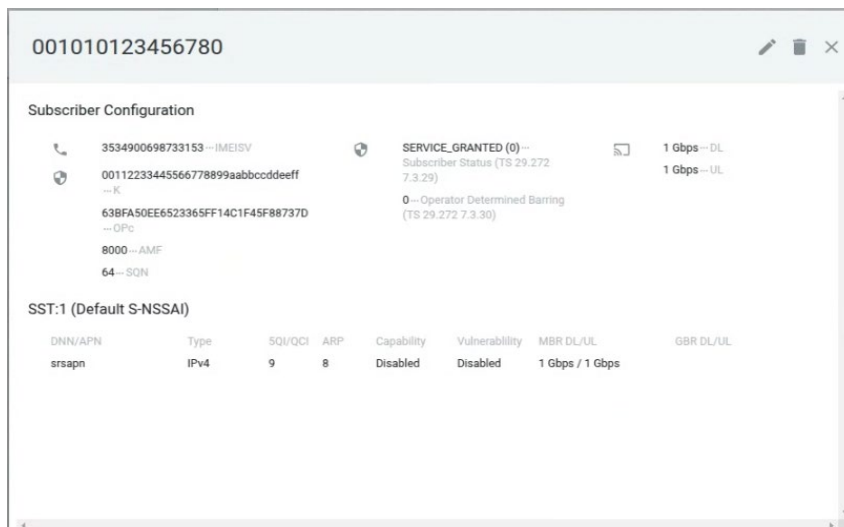 001010123456780
Subscriber Configuration
3534900698733153---IMEISV
00112233445566778899aabbccddeeff
---K
63BFA50EE6523365FF14C1F45F88737D
---OPc
8000---AMF
64---SQN
SERVICE_GRANTED (0)---
Subscriber Status (TS 29.272
7.3.29)
0---Operator Determined Barring
(TS 29.272 7.3.30)
1 Gbps---DL
1 Gbps---UL
SST:1 (Default S-NSSAI)
DNN/APN Type 5QI/QCI ARP Capability Vulnerablility MBR DL/UL GBR DL/UL
srsapn IPv4 9 8 Disabled Disabled 1 Gbps / 1 Gbps